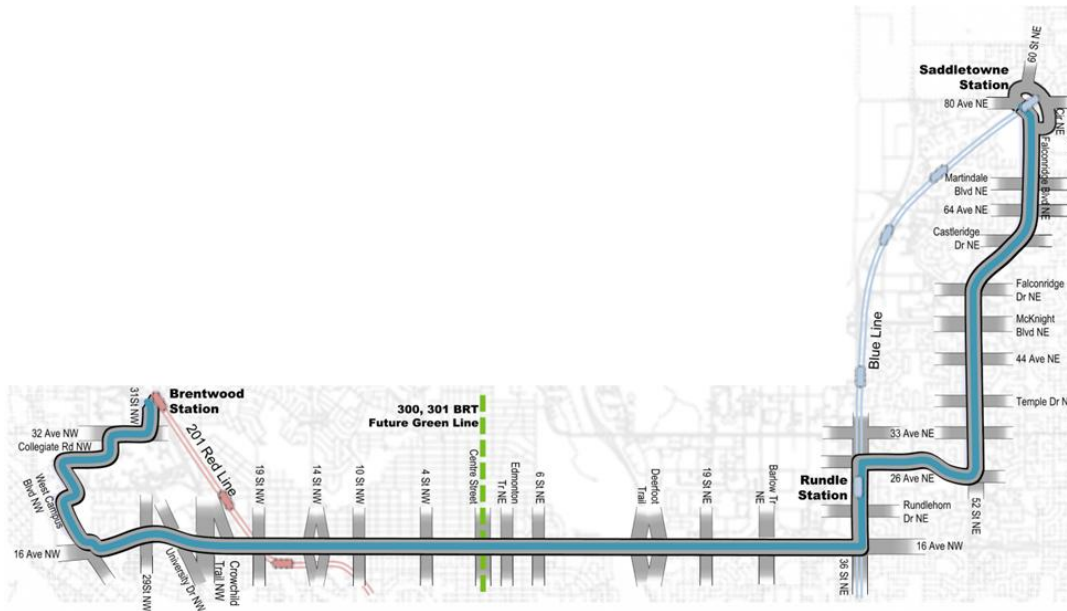 60 St NE
Saddletowne
Station
80 Ave NE
Cir NE
Falconridge Blvd NE
Martindale
Blvd NE
64 Ave NE
Castleridge
Dr NE
Falconridge
Dr NE
McKnight
Blvd NE
Blue Line
44 Ave NE
Temple Dr N
31St NW
Brentwood
Station
300, 301 BRT
Future Green Line
32 Ave NW
Collegiate Rd NW
201 Red Line
33 Ave NE
26 Ave NE
Rundle
Station
West Campus
Blvd NW
19 St NW
14 St NW
10 St NW
4 St NW
Centre Street
Edmonton
Tr NE
6 St NE
Deerfoot
Trail
19 St NE
Barlow Tr
NE
Rundlehorn
Dr NE
52 St NE
16 Ave NW
16 Ave NW
29St NW
University Dr NW
Crowchild
Trail NW
36 St NE